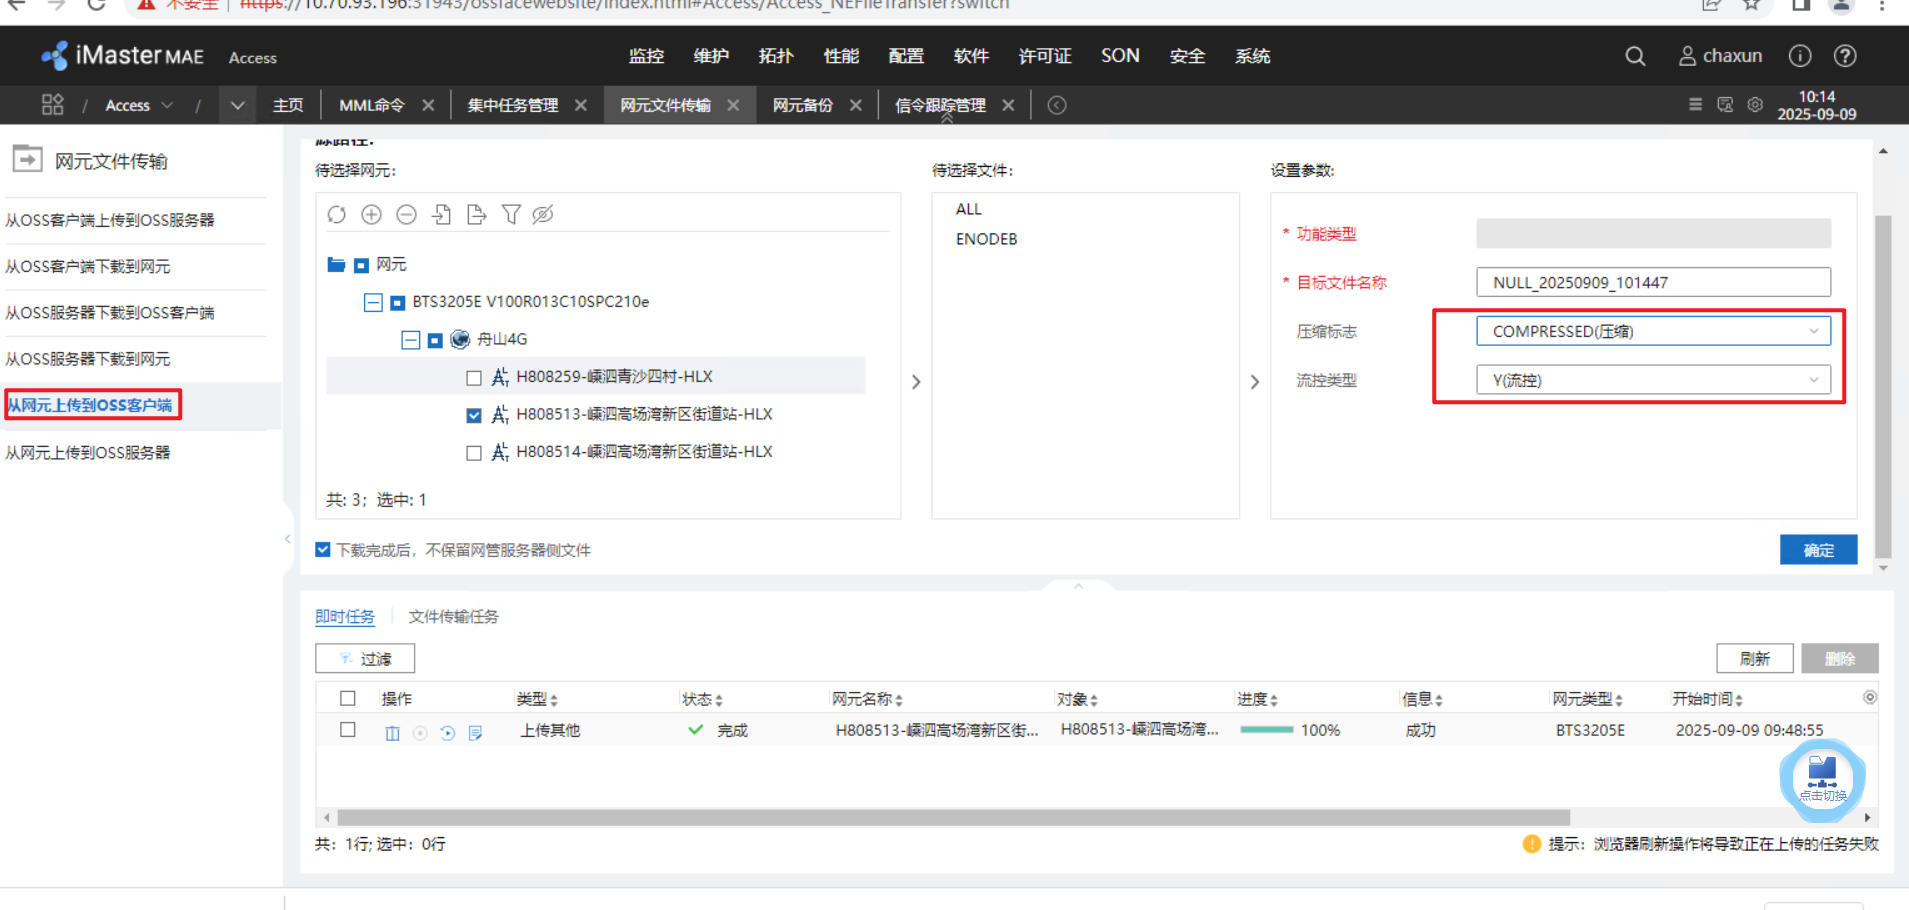 不安全 https://10.70.93.196:31943/ossfacewebsite/index.html#Access/Access_NEFileTransfer?switch
iMaster MAE Access 监控 维护 拓扑 性能 配置 软件 许可证 SON 安全 系统 chaxun
/ Access / 主页 MML命令 集中任务管理 网元文件传输 网元备份 信令跟踪管理 10:14
2025-09-09
网元文件传输
从OSS客户端上传到OSS服务器
从OSS客户端下载到网元
从OSS服务器下载到OSS客户端
从OSS服务器下载到网元
从网元上传到OSS客户端
从网元上传到OSS服务器
源路径:
待选择网元:
网元
BTS3205E V100R013C10SPC210e
舟山4G
H808259-嵊泗青沙四村-HLX
H808513-嵊泗高场湾新区街道站-HLX
H808514-嵊泗高场湾新区街道站-HLX
共: 3; 选中: 1
待选择文件:
ALL
ENODEB
设置参数:
* 功能类型
* 目标文件名称 NULL_20250909_101447
压缩标志 COMPRESSED(压缩)
流控类型 Y(流控)
下载完成后，不保留网管服务器侧文件
确定
即时任务 文件传输任务
过滤 刷新 删除
操作 类型 状态 网元名称 对象 进度 信息 网元类型 开始时间
上传其他 完成 H808513-嵊泗高场湾新区街... H808513-嵊泗高场湾... 100% 成功 BTS3205E 2025-09-09 09:48:55
点击切换
共: 1行; 选中: 0行
提示: 浏览器刷新操作将导致正在上传的任务失败